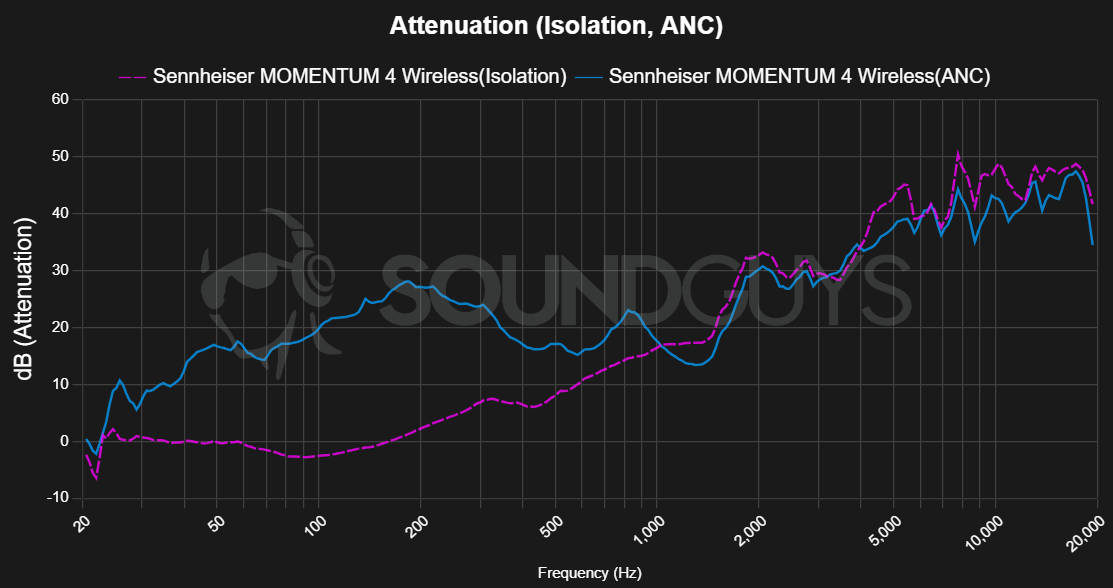 Attenuation (Isolation, ANC)
Sennheiser MOMENTUM 4 Wireless(Isolation) Sennheiser MOMENTUM 4 Wireless(ANC)
60
50
40
30
20
10
0
-10
dB (Attenuation)
SOUNDGUYS
20 50 100 200 500 1,000 2,000 5,000 10,000 20,000
Frequency (Hz)